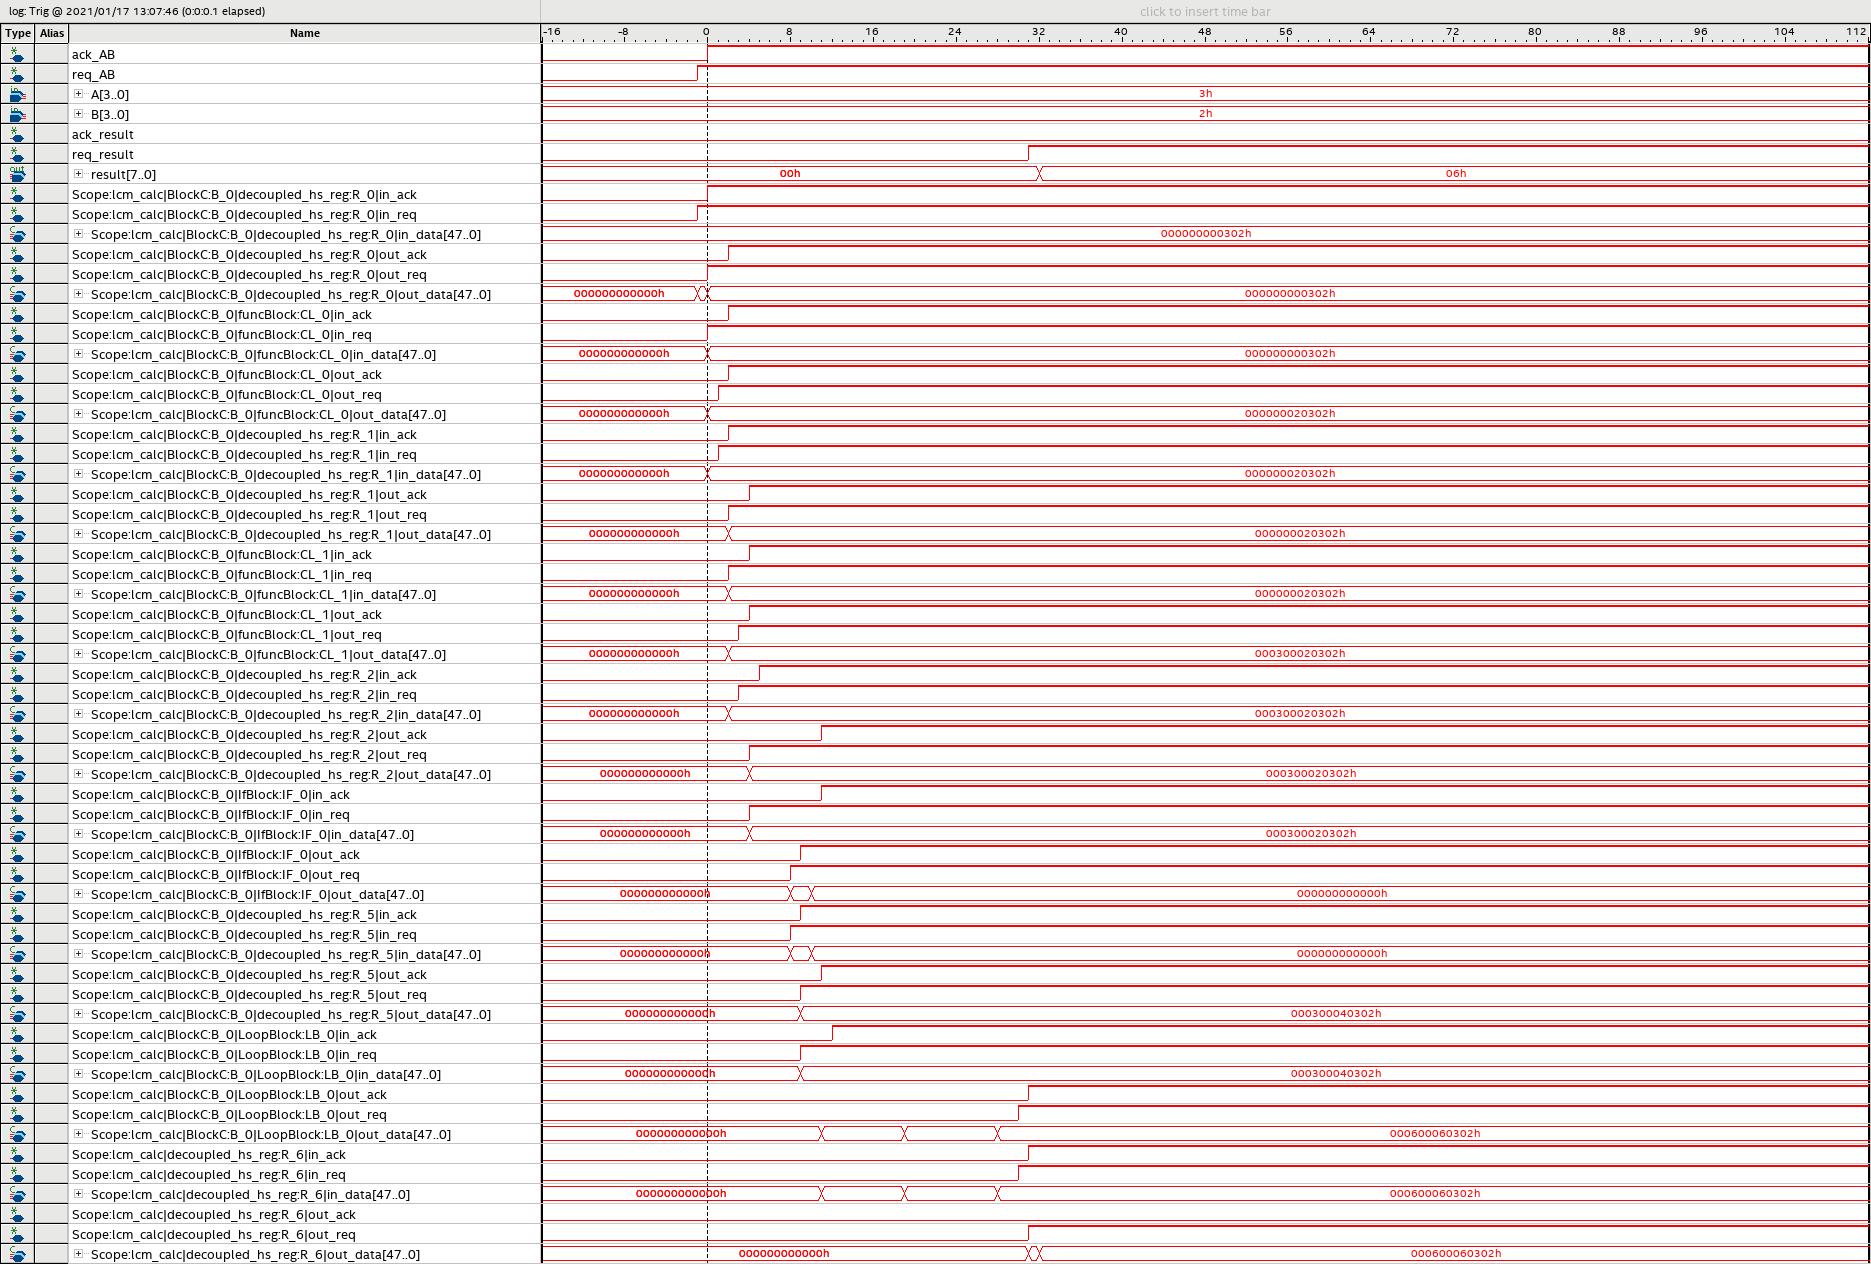 log: Trig @ 2021/01/17 13:07:46 (0:0:0.1 elapsed) click to insert time bar
Type Alias Name -16 -8 0 8 16 24 32 40 48 56 64 72 80 88 96 104 112
ack_AB
req_AB
A[3..0] 3h
B[3..0] 2h
ack_result
req_result
result[7..0] 00h 06h
Scope:lcm_calc|BlockC:B_0|decoupled_hs_reg:R_0|in_ack
Scope:lcm_calc|BlockC:B_0|decoupled_hs_reg:R_0|in_req
Scope:lcm_calc|BlockC:B_0|decoupled_hs_reg:R_0|in_data[47..0] 000000000302h
Scope:lcm_calc|BlockC:B_0|decoupled_hs_reg:R_0|out_ack
Scope:lcm_calc|BlockC:B_0|decoupled_hs_reg:R_0|out_req
Scope:lcm_calc|BlockC:B_0|decoupled_hs_reg:R_0|out_data[47..0] 000000000000h 000000000302h
Scope:lcm_calc|BlockC:B_0|funcBlock:CL_0|in_ack
Scope:lcm_calc|BlockC:B_0|funcBlock:CL_0|in_req
Scope:lcm_calc|BlockC:B_0|funcBlock:CL_0|in_data[47..0] 000000000000h 000000000302h
Scope:lcm_calc|BlockC:B_0|funcBlock:CL_0|out_ack
Scope:lcm_calc|BlockC:B_0|funcBlock:CL_0|out_req
Scope:lcm_calc|BlockC:B_0|funcBlock:CL_0|out_data[47..0] 000000000000h 000000020302h
Scope:lcm_calc|BlockC:B_0|decoupled_hs_reg:R_1|in_ack
Scope:lcm_calc|BlockC:B_0|decoupled_hs_reg:R_1|in_req
Scope:lcm_calc|BlockC:B_0|decoupled_hs_reg:R_1|in_data[47..0] 000000000000h 000000020302h
Scope:lcm_calc|BlockC:B_0|decoupled_hs_reg:R_1|out_ack
Scope:lcm_calc|BlockC:B_0|decoupled_hs_reg:R_1|out_req
Scope:lcm_calc|BlockC:B_0|decoupled_hs_reg:R_1|out_data[47..0] 000000000000h 000000020302h
Scope:lcm_calc|BlockC:B_0|funcBlock:CL_1|in_ack
Scope:lcm_calc|BlockC:B_0|funcBlock:CL_1|in_req
Scope:lcm_calc|BlockC:B_0|funcBlock:CL_1|in_data[47..0] 000000000000h 000000020302h
Scope:lcm_calc|BlockC:B_0|funcBlock:CL_1|out_ack
Scope:lcm_calc|BlockC:B_0|funcBlock:CL_1|out_req
Scope:lcm_calc|BlockC:B_0|funcBlock:CL_1|out_data[47..0] 000000000000h 000300020302h
Scope:lcm_calc|BlockC:B_0|decoupled_hs_reg:R_2|in_ack
Scope:lcm_calc|BlockC:B_0|decoupled_hs_reg:R_2|in_req
Scope:lcm_calc|BlockC:B_0|decoupled_hs_reg:R_2|in_data[47..0] 000000000000h 000300020302h
Scope:lcm_calc|BlockC:B_0|decoupled_hs_reg:R_2|out_ack
Scope:lcm_calc|BlockC:B_0|decoupled_hs_reg:R_2|out_req
Scope:lcm_calc|BlockC:B_0|decoupled_hs_reg:R_2|out_data[47..0] 000000000000h 000300020302h
Scope:lcm_calc|BlockC:B_0|IfBlock:IF_0|in_ack
Scope:lcm_calc|BlockC:B_0|IfBlock:IF_0|in_req
Scope:lcm_calc|BlockC:B_0|IfBlock:IF_0|in_data[47..0] 000000000000h 000300020302h
Scope:lcm_calc|BlockC:B_0|IfBlock:IF_0|out_ack
Scope:lcm_calc|BlockC:B_0|IfBlock:IF_0|out_req
Scope:lcm_calc|BlockC:B_0|IfBlock:IF_0|out_data[47..0] 000000000000h 000000000000h
Scope:lcm_calc|BlockC:B_0|decoupled_hs_reg:R_5|in_ack
Scope:lcm_calc|BlockC:B_0|decoupled_hs_reg:R_5|in_req
Scope:lcm_calc|BlockC:B_0|decoupled_hs_reg:R_5|in_data[47..0] 000000000000h 000000000000h
Scope:lcm_calc|BlockC:B_0|decoupled_hs_reg:R_5|out_ack
Scope:lcm_calc|BlockC:B_0|decoupled_hs_reg:R_5|out_req
Scope:lcm_calc|BlockC:B_0|decoupled_hs_reg:R_5|out_data[47..0] 000000000000h 000300040302h
Scope:lcm_calc|BlockC:B_0|LoopBlock:LB_0|in_ack
Scope:lcm_calc|BlockC:B_0|LoopBlock:LB_0|in_req
Scope:lcm_calc|BlockC:B_0|LoopBlock:LB_0|in_data[47..0] 000000000000h 000300040302h
Scope:lcm_calc|BlockC:B_0|LoopBlock:LB_0|out_ack
Scope:lcm_calc|BlockC:B_0|LoopBlock:LB_0|out_req
Scope:lcm_calc|BlockC:B_0|LoopBlock:LB_0|out_data[47..0] 000000000000h 000600060302h
Scope:lcm_calc|decoupled_hs_reg:R_6|in_ack
Scope:lcm_calc|decoupled_hs_reg:R_6|in_req
Scope:lcm_calc|decoupled_hs_reg:R_6|in_data[47..0] 000000000000h 000600060302h
Scope:lcm_calc|decoupled_hs_reg:R_6|out_ack
Scope:lcm_calc|decoupled_hs_reg:R_6|out_req
Scope:lcm_calc|decoupled_hs_reg:R_6|out_data[47..0] 000000000000h 000600060302h